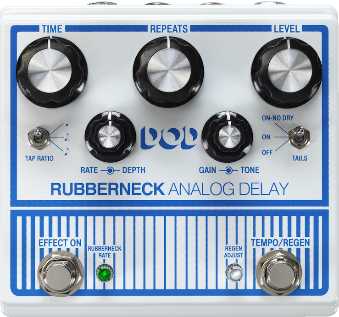 TIME REPEATS LEVEL
ON-NO DRY
ON
OFF
TAP RATIO
RATE DEPTH
DOD
GAIN TONE
TAILS
RUBBERNECK ANALOG DELAY
EFFECT ON
RUBBERNECK
RATE
REGEN
ADJUST
TEMPO/REGEN